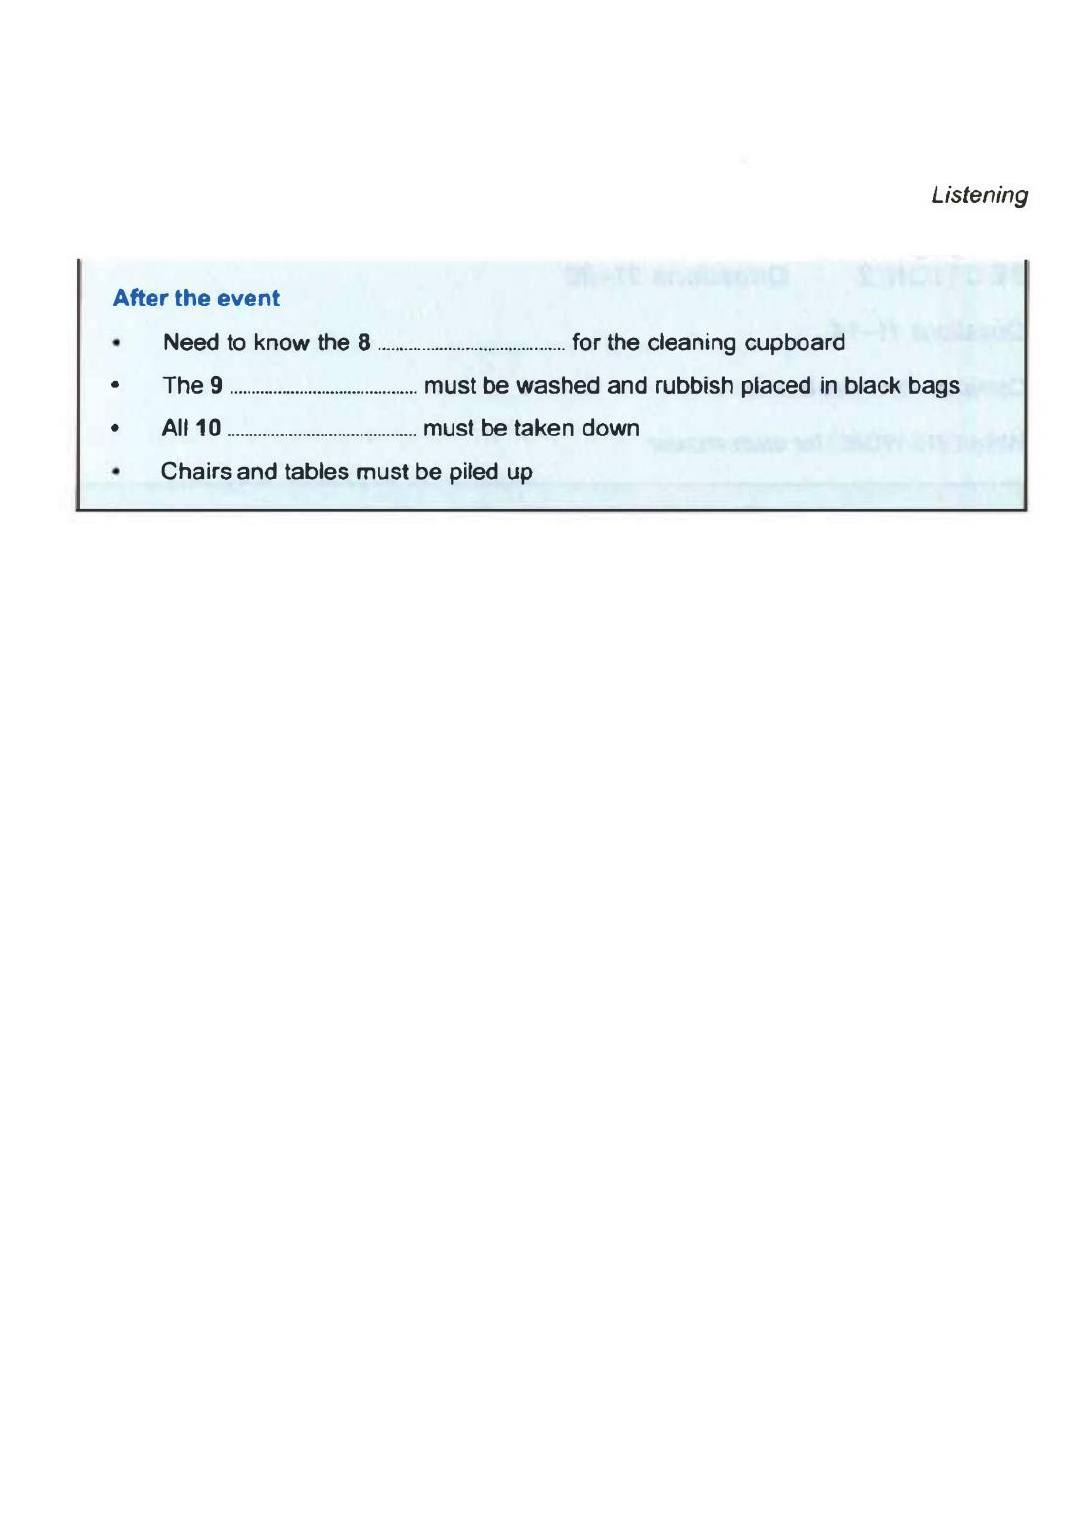 Listening
After the event
• Need to know the 8 ........................................ for the cleaning cupboard
• The 9 ........................................ must be washed and rubbish placed in black bags
• All 10 ........................................ must be taken down
• Chairs and tables must be piled up